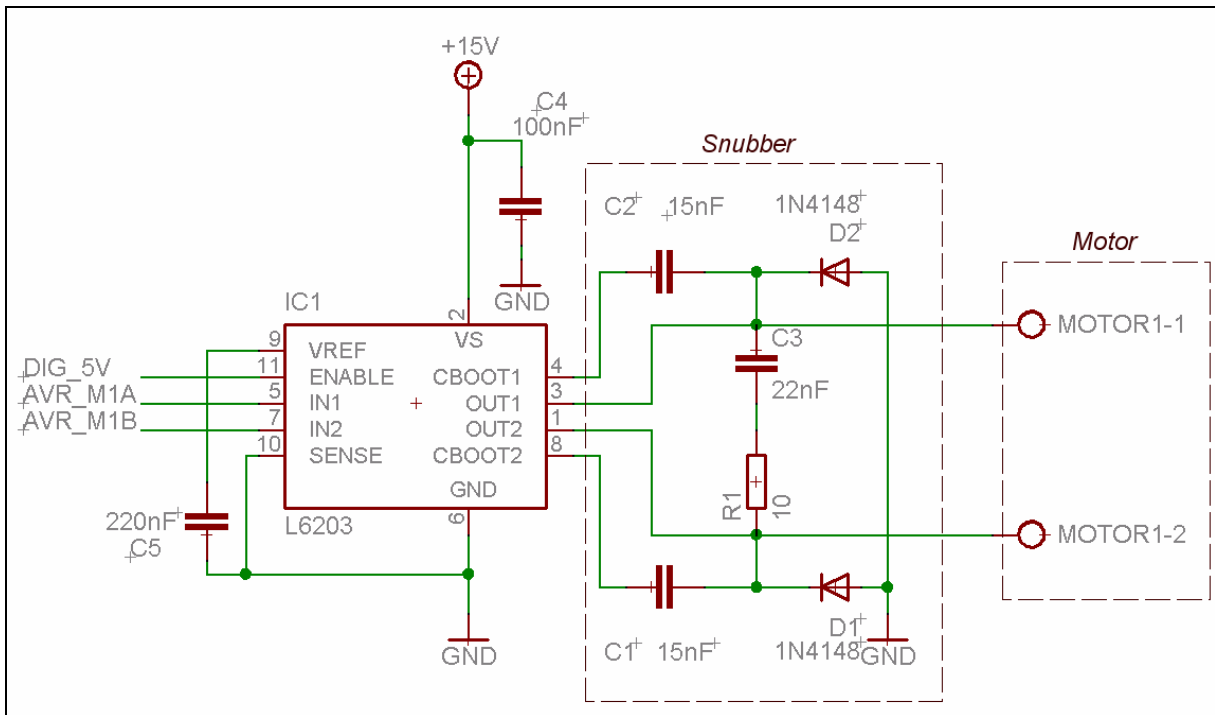 +15V
C4
100nF
Snubber
C2
15nF
1N4148
D2
Motor
GND
IC1
2
VS
9
VREF
DIG_5V
11
ENABLE
CBOOT1
4
AVR_M1A
5
IN1
OUT1
3
AVR_M1B
7
IN2
OUT2
1
10
SENSE
CBOOT2
8
GND
6
L6203
220nF
C5
GND
C3
22nF
R1
10
MOTOR1-1
MOTOR1-2
C1
15nF
D1
1N4148
GND